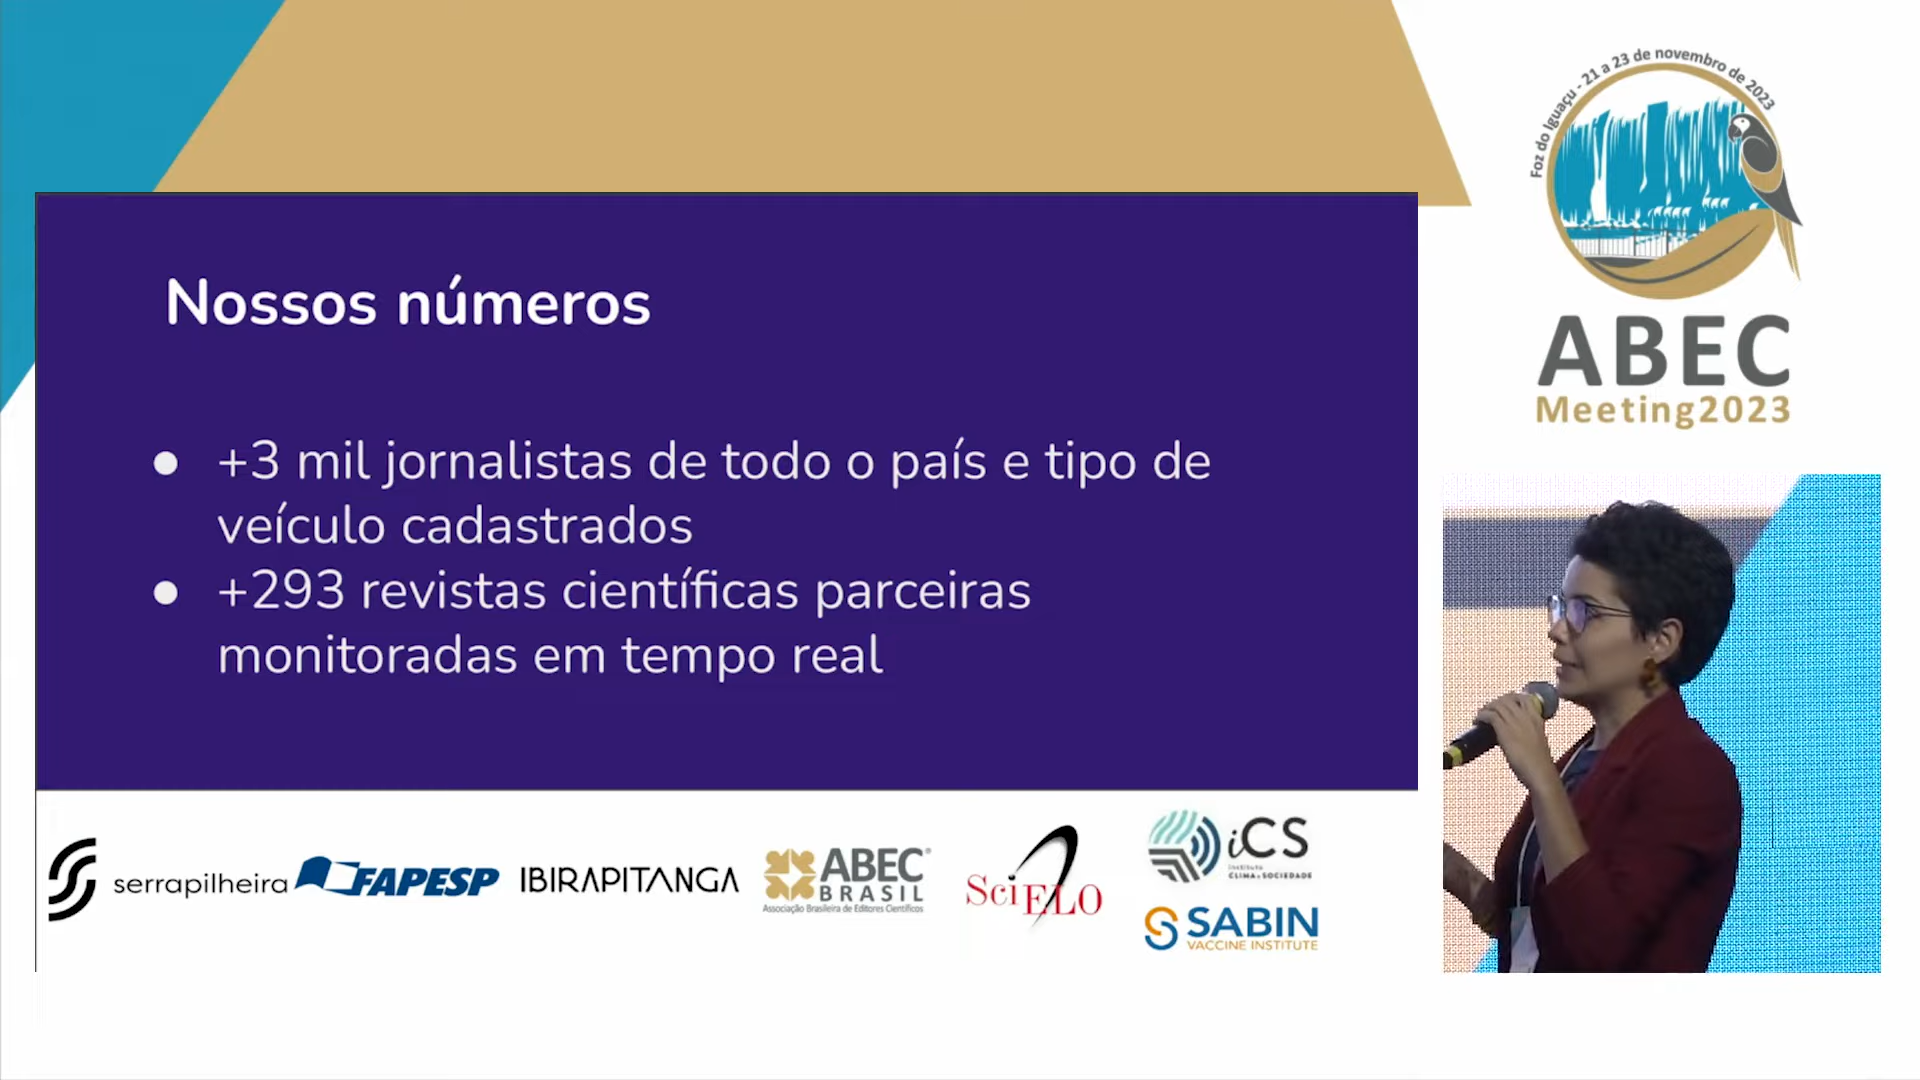 Foz do Iguaçu - 21 a 23 de novembro de 2023
ABEC
Meeting2023
Nossos números
● +3 mil jornalistas de todo o país e tipo de
veículo cadastrados
● +293 revistas científicas parceiras
monitoradas em tempo real
serrapilheira
FAPESP
IBIRAPITANGA
ABEC®
BRASIL
Associação Brasileira de Editores Científicos
SciELO
iCS
INSTITUTO
CLIMA E SOCIEDADE
SABIN
VACCINE INSTITUTE